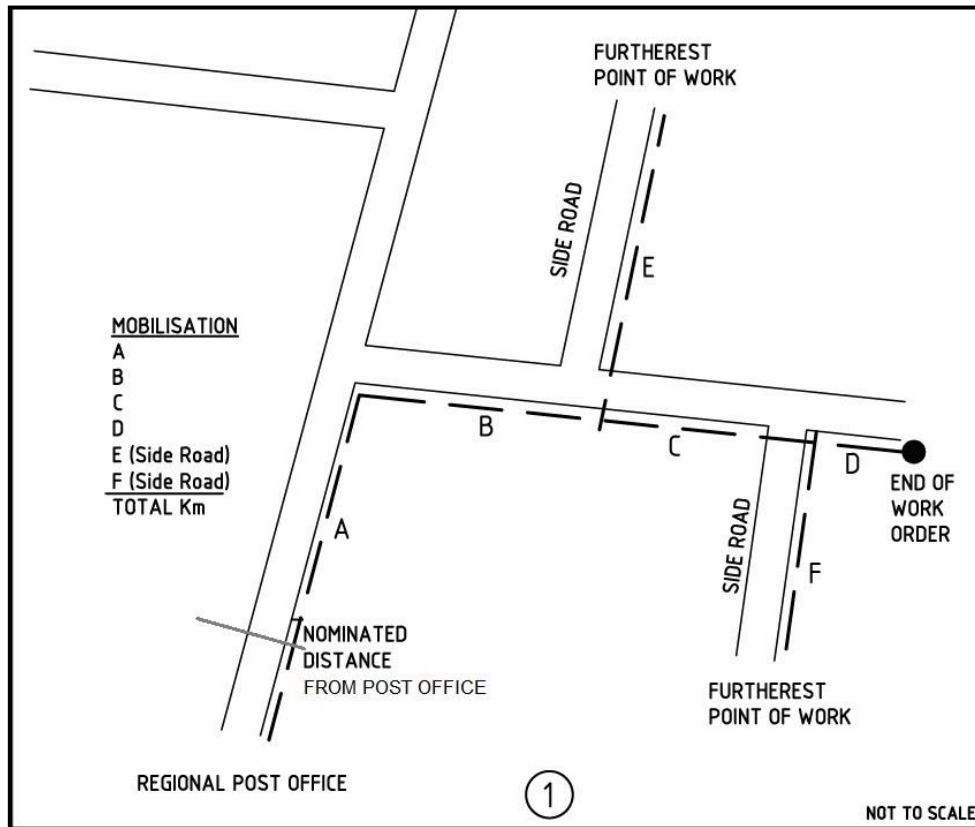 FURTHEREST
POINT OF WORK
SIDE ROAD
E
MOBILISATION
A
B
C
D
E (Side Road)
F (Side Road)
TOTAL Km
B
C
D
END OF
WORK
ORDER
A
SIDE ROAD
F
NOMINATED
DISTANCE
FROM POST OFFICE
FURTHEREST
POINT OF WORK
REGIONAL POST OFFICE
1
NOT TO SCALE